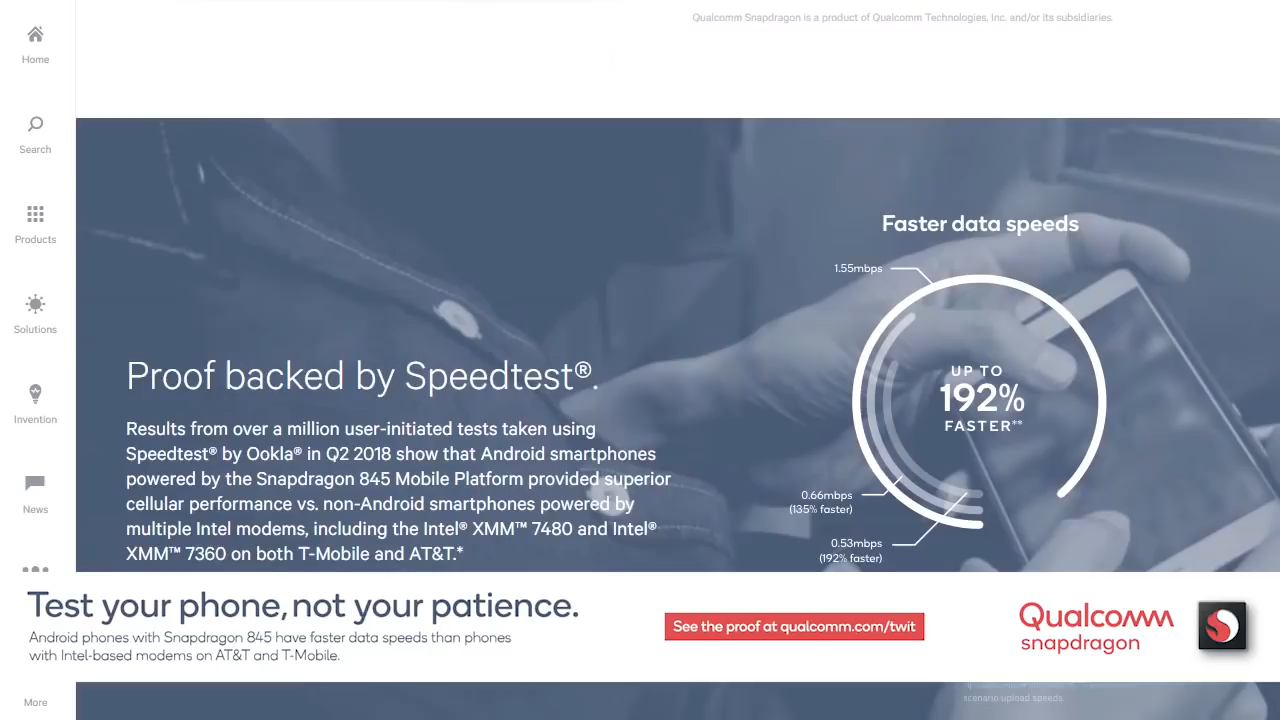 Qualcomm Snapdragon is a product of Qualcomm Technologies, Inc. and/or its subsidiaries.
Home
Search
Products
Solutions
Invention
News
More
Proof backed by Speedtest®.
Results from over a million user-initiated tests taken using
Speedtest® by Ookla® in Q2 2018 show that Android smartphones
powered by the Snapdragon 845 Mobile Platform provided superior
cellular performance vs. non-Android smartphones powered by
multiple Intel modems, including the Intel® XMM™ 7480 and Intel®
XMM™ 7360 on both T-Mobile and AT&T.*
Faster data speeds
1.55mbps
UP TO
192%
FASTER**
0.66mbps
(135% faster)
0.53mbps
(192% faster)
Test your phone, not your patience.
Android phones with Snapdragon 845 have faster data speeds than phones
with Intel-based modems on AT&T and T-Mobile.
See the proof at qualcomm.com/twit
Qualcomm
snapdragon
scenario upload speeds.